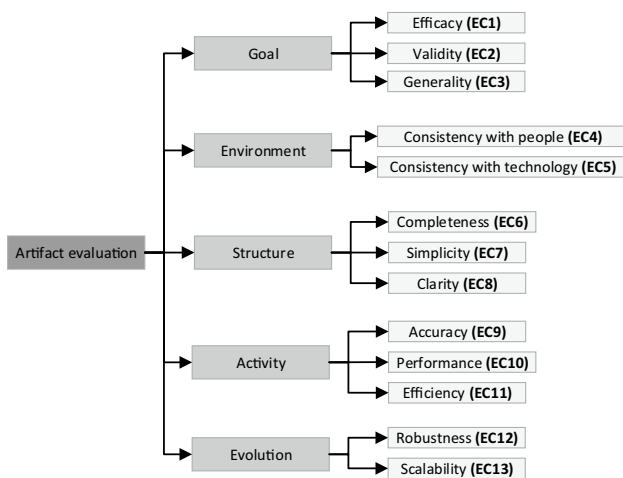 Artifact evaluation
Goal
Efficacy (EC1)
Validity (EC2)
Generality (EC3)
Environment
Consistency with people (EC4)
Consistency with technology (EC5)
Structure
Completeness (EC6)
Simplicity (EC7)
Clarity (EC8)
Activity
Accuracy (EC9)
Performance (EC10)
Efficiency (EC11)
Evolution
Robustness (EC12)
Scalability (EC13)